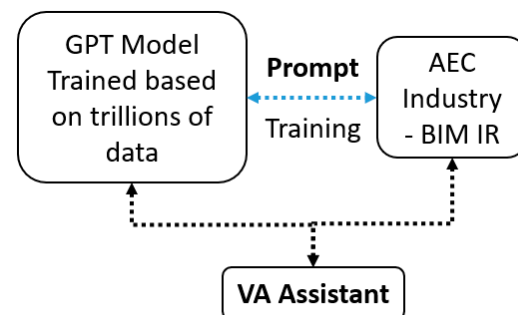 GPT Model
Trained based
on trillions of
data
Prompt
Training
AEC
Industry
- BIM IR
VA Assistant